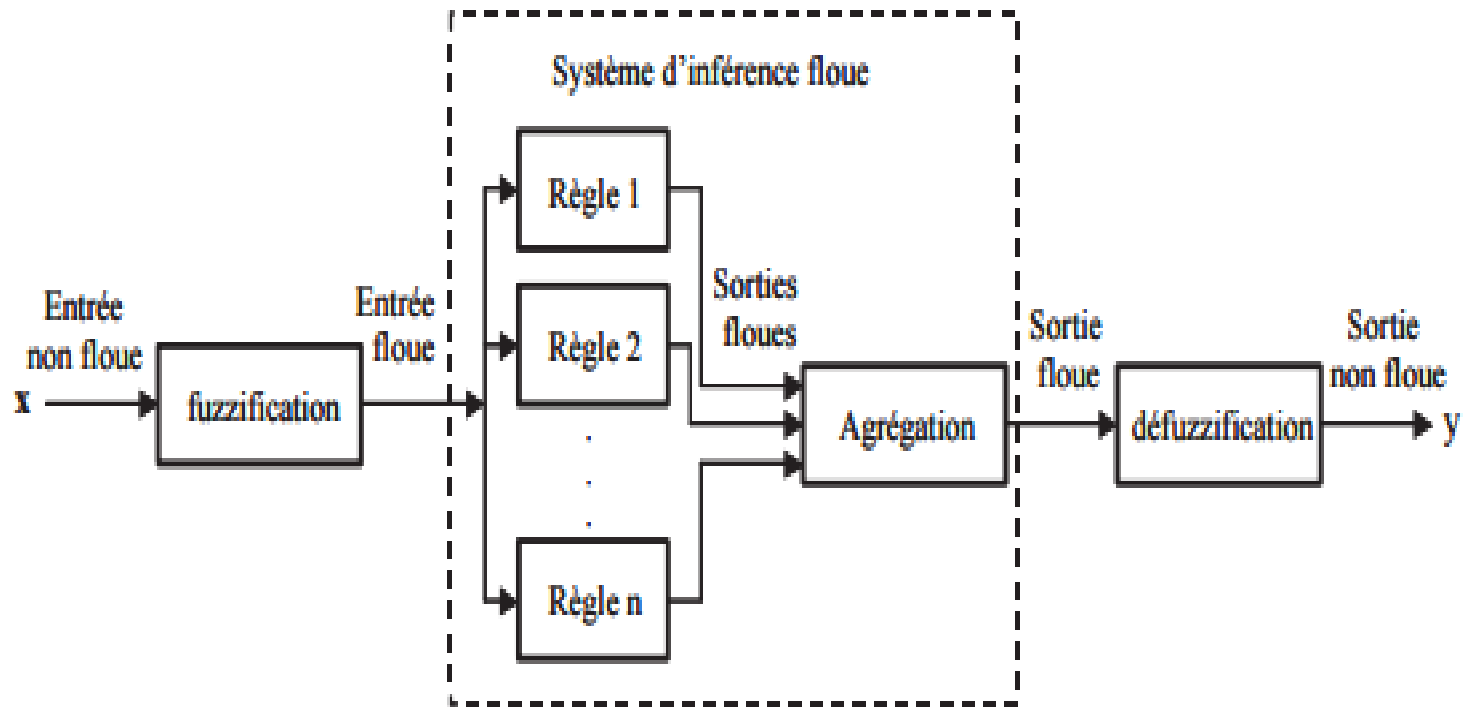 Système d'inférence floue
Règle 1
Entrée
non floue
x
fuzzification
Entrée
floue
Règle 2
.
.
.
Règle n
Sorties
floues
Agrégation
Sortie
floue
défuzzification
Sortie
non floue
y